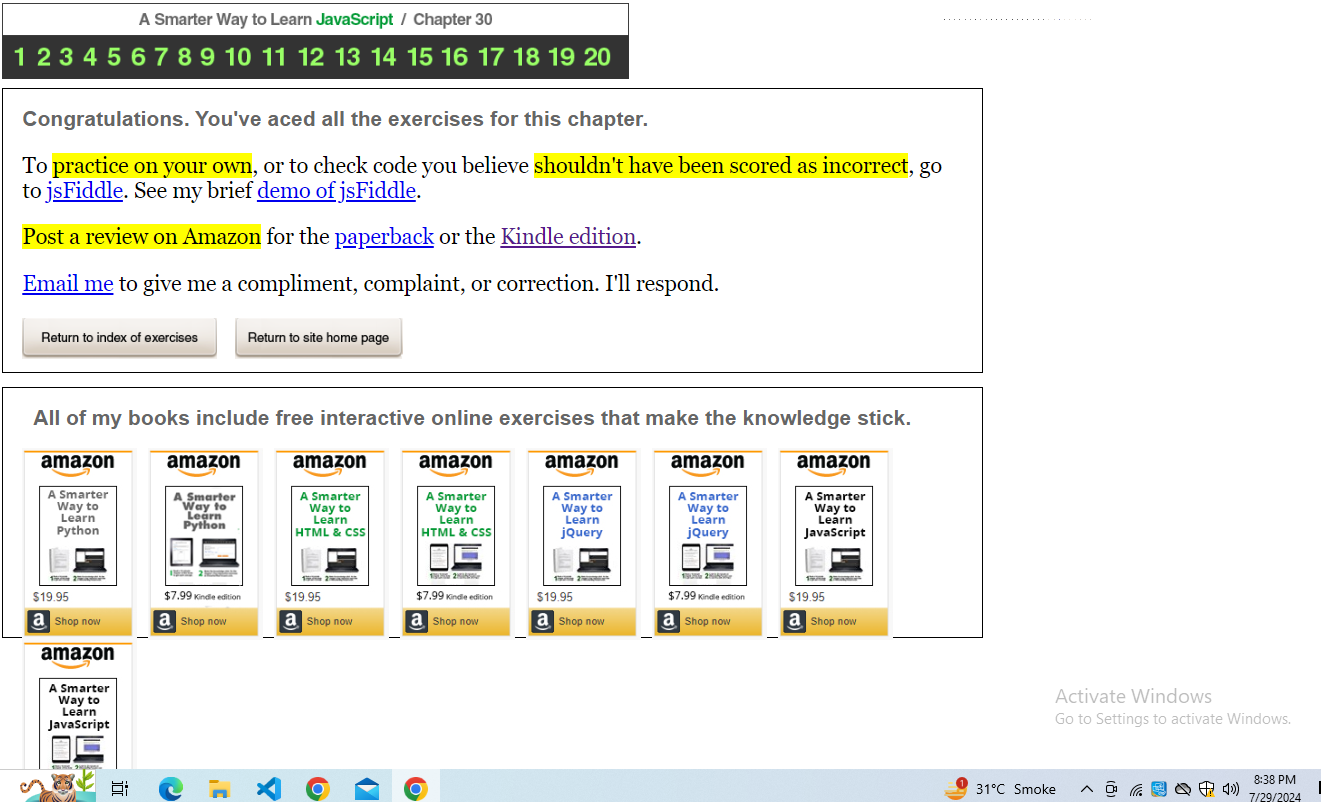 A Smarter Way to Learn JavaScript / Chapter 30
1 2 3 4 5 6 7 8 9 10 11 12 13 14 15 16 17 18 19 20
Congratulations. You've aced all the exercises for this chapter.
To practice on your own, or to check code you believe shouldn't have been scored as incorrect, go
to jsFiddle. See my brief demo of jsFiddle.
Post a review on Amazon for the paperback or the Kindle edition.
Email me to give me a compliment, complaint, or correction. I'll respond.
Return to index of exercises Return to site home page
All of my books include free interactive online exercises that make the knowledge stick.
amazon amazon amazon amazon amazon amazon amazon
A Smarter A Smarter A Smarter A Smarter A Smarter A Smarter A Smarter
Way to Way to Way to Way to Way to Way to Way to
Learn Learn Learn Learn Learn Learn Learn
Python Python HTML & CSS HTML & CSS jQuery jQuery JavaScript
$19.95 $7.99 Kindle edition $19.95 $7.99 Kindle edition $19.95 $7.99 Kindle edition $19.95
a Shop now a Shop now a Shop now a Shop now a Shop now a Shop now a Shop now
amazon
A Smarter
Way to
Learn
JavaScript
Activate Windows
Go to Settings to activate Windows.
1 31°C Smoke
8:38 PM
7/29/2024